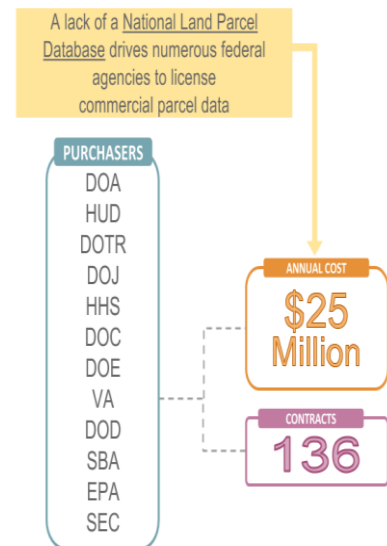 A lack of a National Land Parcel
Database drives numerous federal
agencies to license
commercial parcel data
PURCHASERS
DOA
HUD
DOTR
DOJ
HHS
DOC
DOE
VA
DOD
SBA
EPA
SEC
ANNUAL COST
$25
Million
CONTRACTS
136